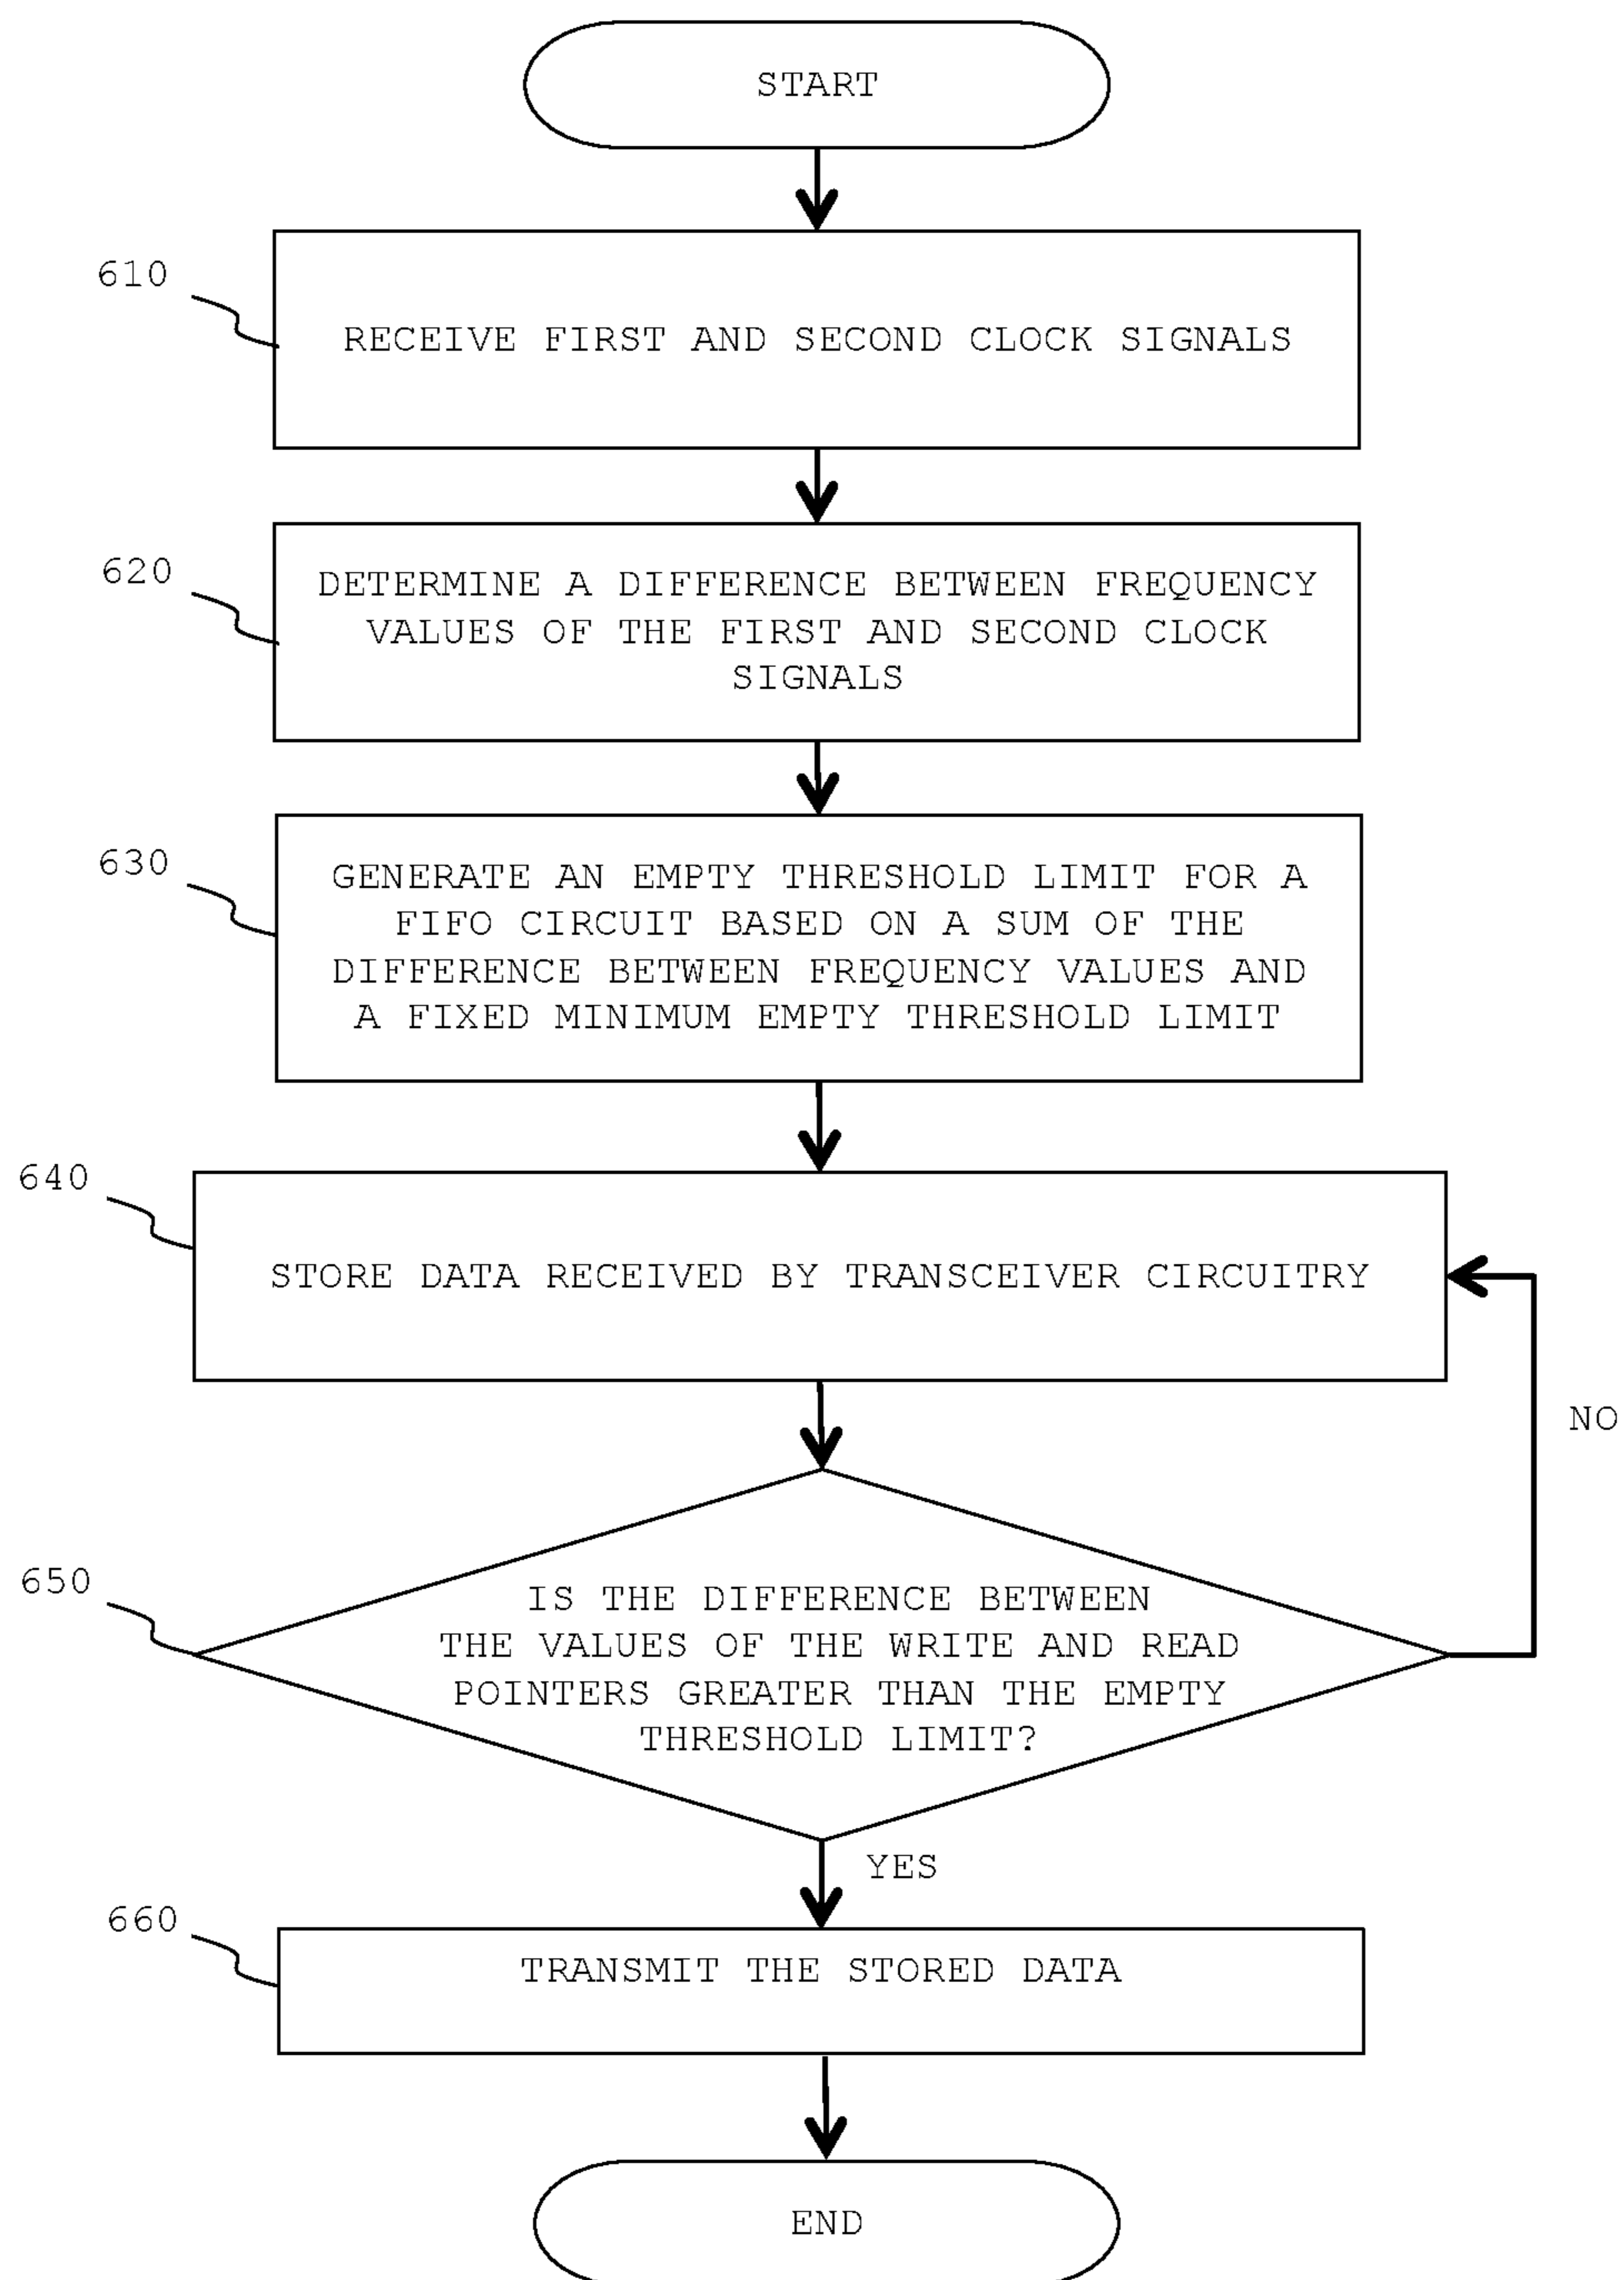 START
610
RECEIVE FIRST AND SECOND CLOCK SIGNALS
620
DETERMINE A DIFFERENCE BETWEEN FREQUENCY
VALUES OF THE FIRST AND SECOND CLOCK
SIGNALS
630
GENERATE AN EMPTY THRESHOLD LIMIT FOR A
FIFO CIRCUIT BASED ON A SUM OF THE
DIFFERENCE BETWEEN FREQUENCY VALUES AND
A FIXED MINIMUM EMPTY THRESHOLD LIMIT
640
STORE DATA RECEIVED BY TRANSCEIVER CIRCUITRY
NO
650
IS THE DIFFERENCE BETWEEN
THE VALUES OF THE WRITE AND READ
POINTERS GREATER THAN THE EMPTY
THRESHOLD LIMIT?
YES
660
TRANSMIT THE STORED DATA
END